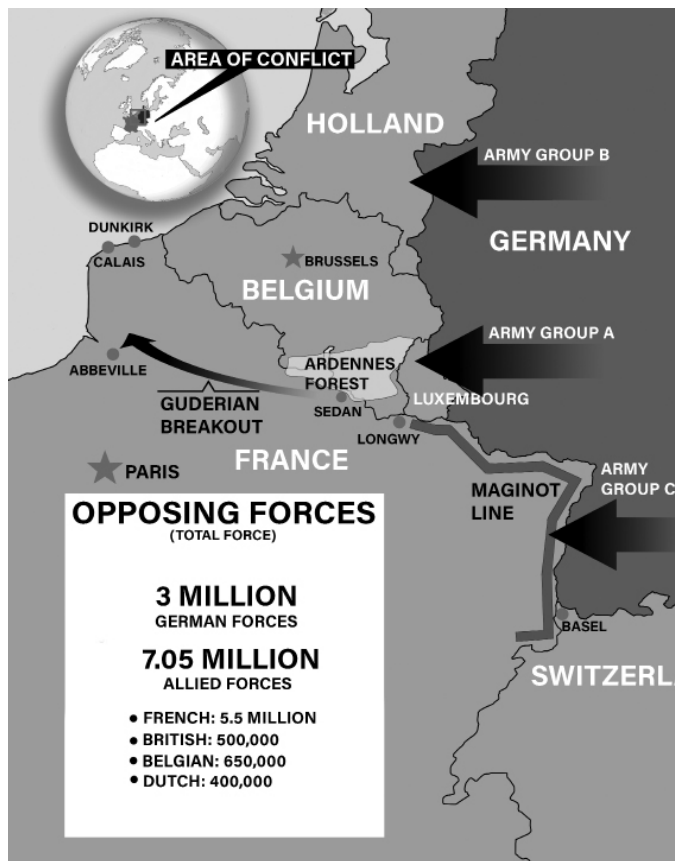 AREA OF CONFLICT
HOLLAND
ARMY GROUP B
GERMANY
DUNKIRK
CALAIS
BRUSSELS
BELGIUM
ARMY GROUP A
ABBEVILLE
ARDENNES
FOREST
GUDERIAN
BREAKOUT
SEDAN
LUXEMBOURG
LONGWY
FRANCE
PARIS
ARMY
GROUP C
MAGINOT
LINE
OPPOSING FORCES
(TOTAL FORCE)
3 MILLION
GERMAN FORCES
7.05 MILLION
ALLIED FORCES
• FRENCH: 5.5 MILLION
• BRITISH: 500,000
• BELGIAN: 650,000
• DUTCH: 400,000
BASEL
SWITZERLA